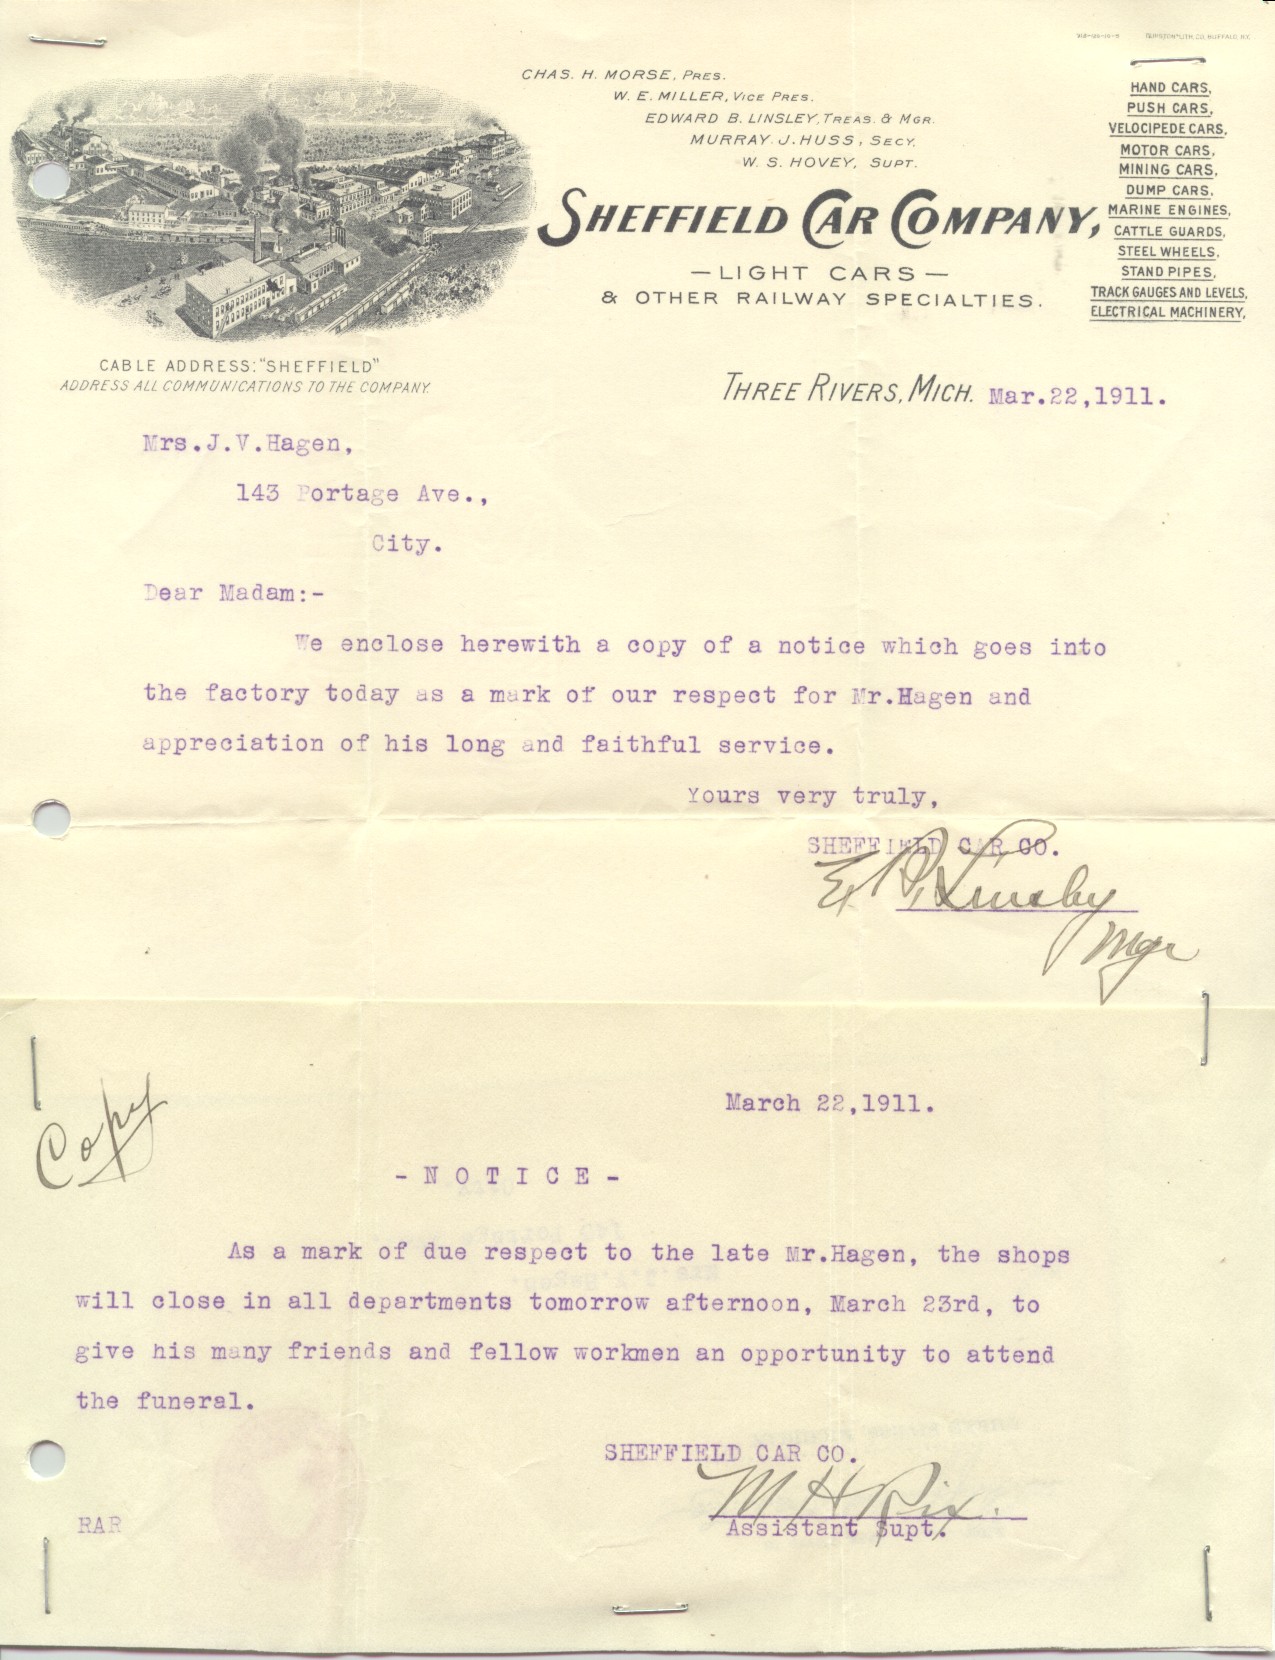 CHAS. H. MORSE, PRES.
W. E. MILLER, VICE PRES.
EDWARD B. LINSLEY, TREAS. & MGR.
MURRAY J. HUSS, SECY.
W. S. HOVEY, SUPT.
SHEFFIELD CAR COMPANY,
— LIGHT CARS —
& OTHER RAILWAY SPECIALTIES.
HAND CARS,
PUSH CARS,
VELOCIPEDE CARS,
MOTOR CARS,
MINING CARS,
DUMP CARS,
MARINE ENGINES,
CATTLE GUARDS,
STEEL WHEELS,
STAND PIPES,
TRACK GAUGES AND LEVELS,
ELECTRICAL MACHINERY,
CABLE ADDRESS: "SHEFFIELD"
ADDRESS ALL COMMUNICATIONS TO THE COMPANY.
THREE RIVERS, MICH. Mar.22,1911.
Mrs.J.V.Hagen,
143 Portage Ave.,
City.
Dear Madam:-
We enclose herewith a copy of a notice which goes into
the factory today as a mark of our respect for Mr.Hagen and
appreciation of his long and faithful service.
Yours very truly,
SHEFFIELD CAR CO.
E. B. Linsley
Mgr
Copy
March 22,1911.
- N O T I C E -
As a mark of due respect to the late Mr.Hagen, the shops
will close in all departments tomorrow afternoon, March 23rd, to
give his many friends and fellow workmen an opportunity to attend
the funeral.
SHEFFIELD CAR CO.
M H Rix.
Assistant Supt.
RAR